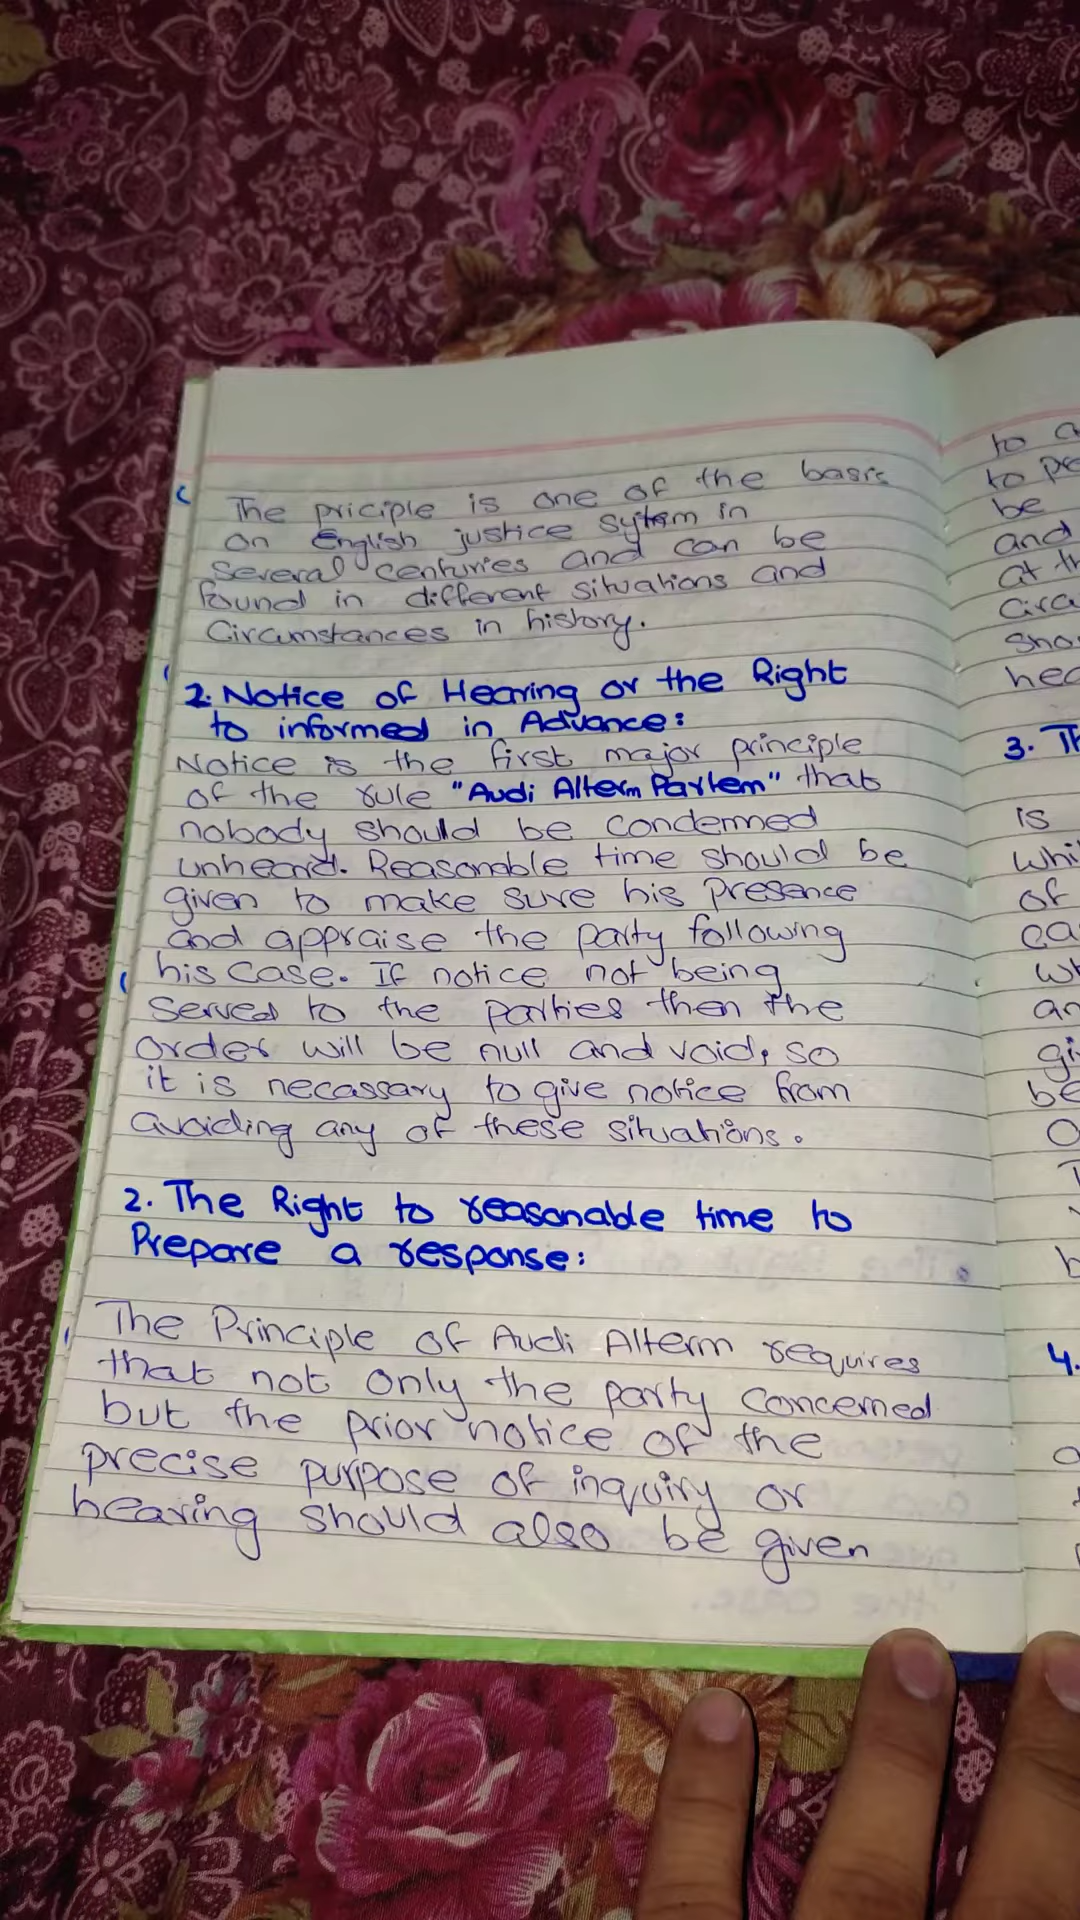 The priciple is one of the basis
on English justice sytem in
several centuries and can be
found in different situations and
Circumstances in history.
2. Notice of Hearing or the Right
to informed in Advance:
Notice is the first major principle
of the rule "Audi Alterm Partem" that
nobody should be condemned
unheard. Reasonable time should be
given to make sure his presence
and appraise the party following
his case. If notice not being
served to the parties then the
order will be null and void, so
it is necassary to give notice from
avoiding any of these situations.
2. The Right to reasonable time to
Prepare a response:
The Principle of Audi Alterm requires
that not only the party concerned
but the prior notice of the
precise purpose of inquiry or
hearing should also be given
to
to
be
and
at
3.
is
of
4.